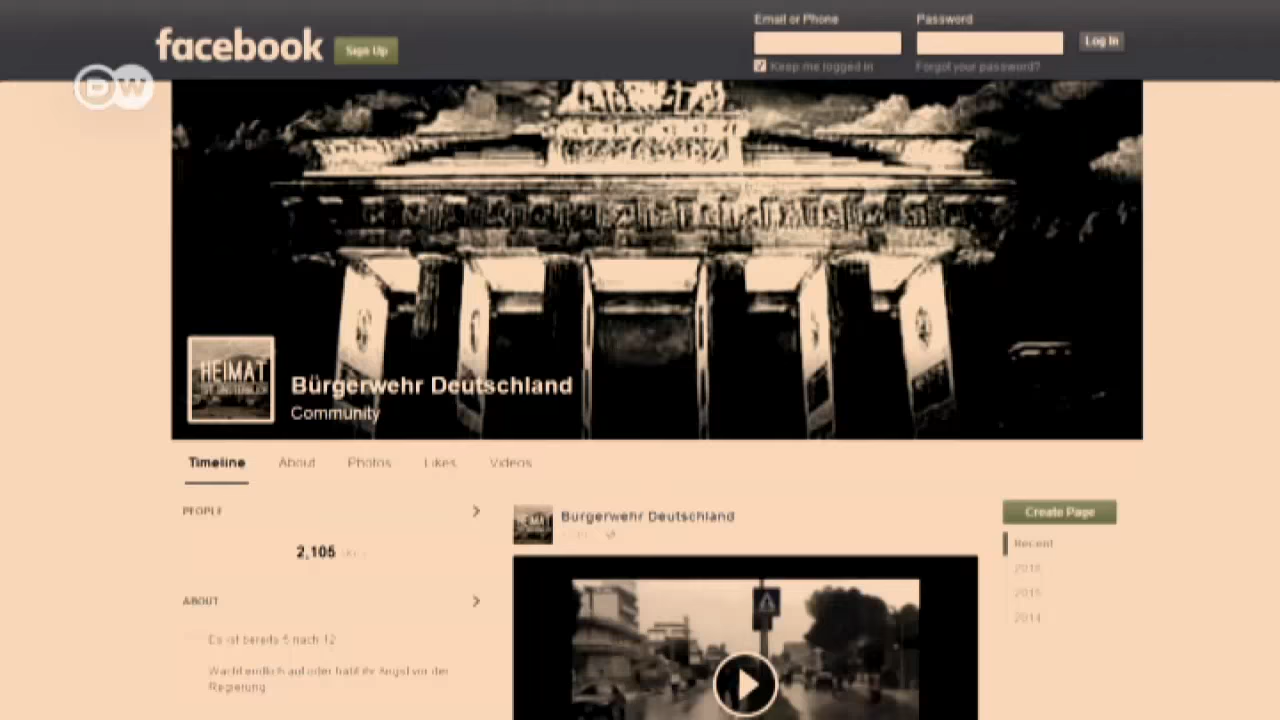 Email or Phone
Password
facebook
Sign Up
Log In
Keep me logged in
Forgot your password?
DW
HEIMAT
Bürgerwehr Deutschland
Community
Timeline
About
Photos
Likes
Videos
PEOPLE
2,105 likes
ABOUT
Es ist bereits 5 nach 12
Wacht endlich auf oder habt ihr Angst vor der
Regierung
Bürgerwehr Deutschland
Create Page
Recent
2016
2015
2014